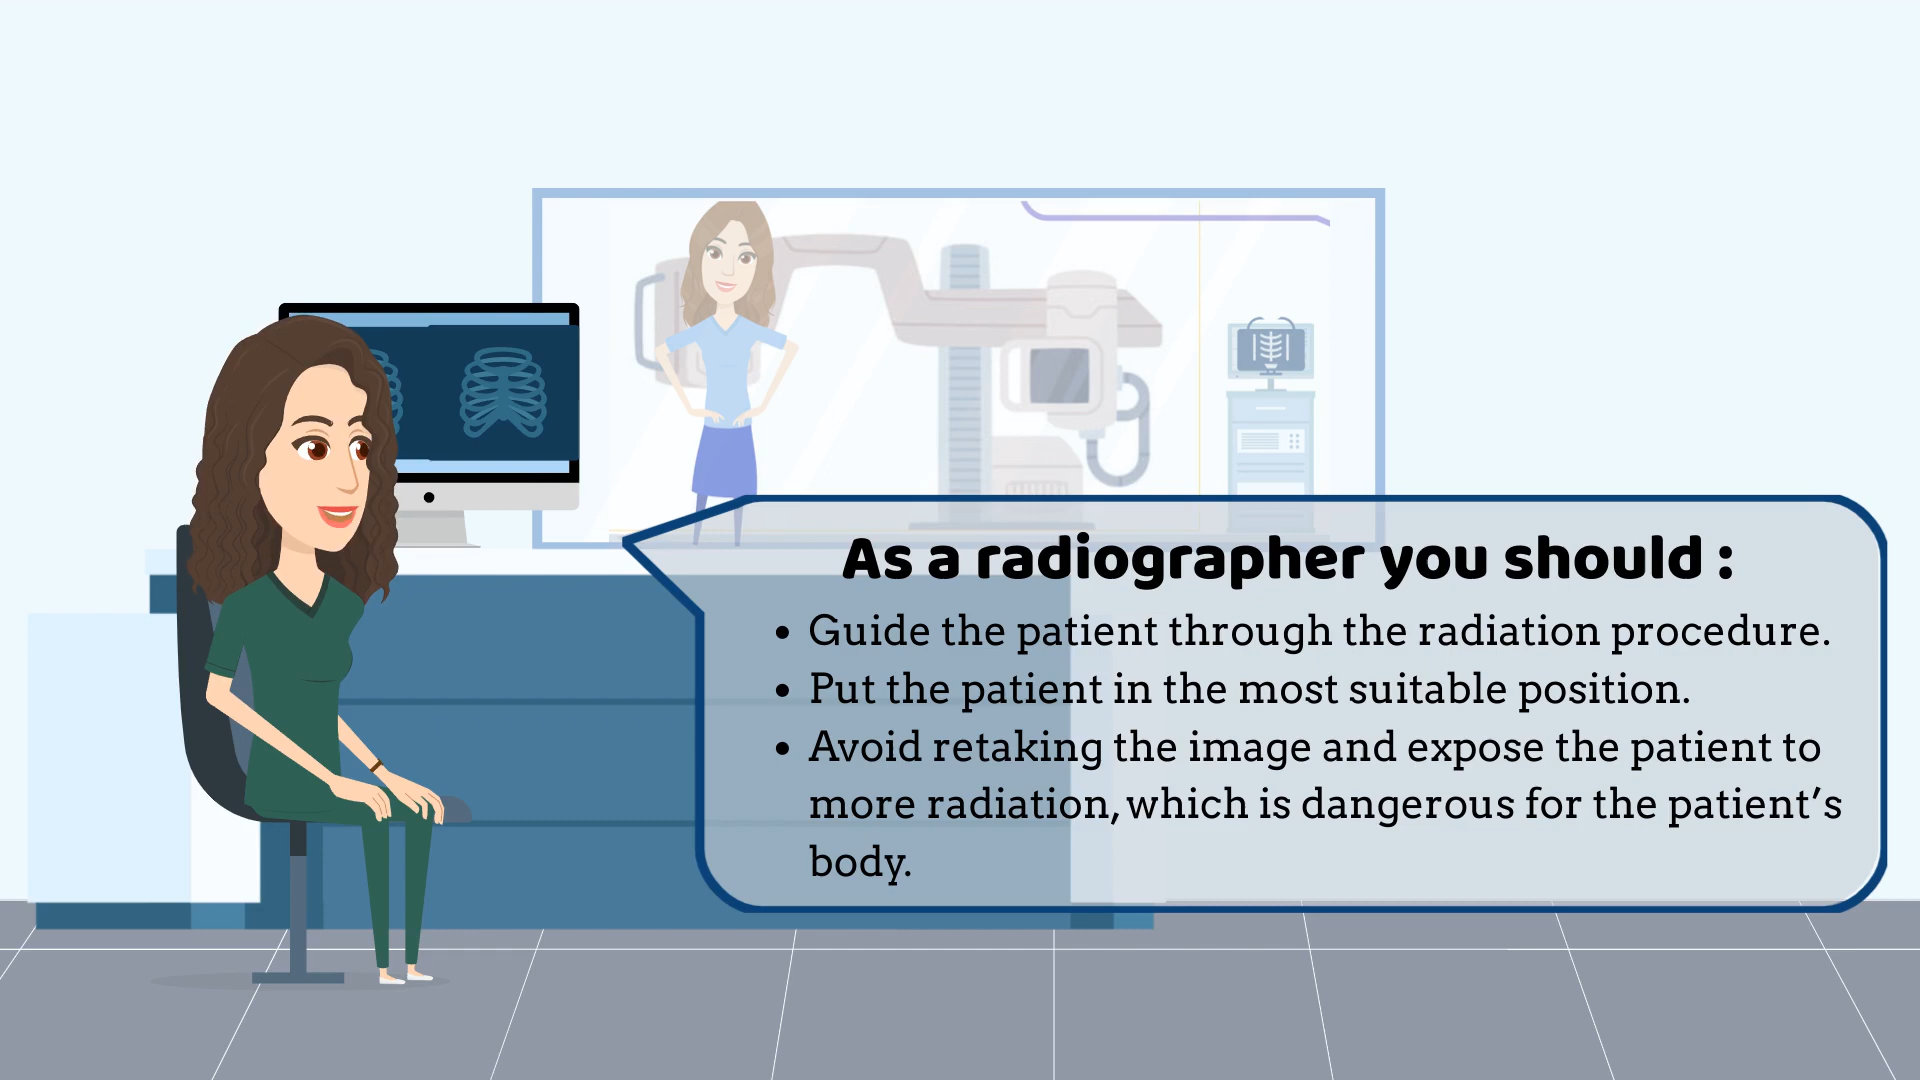 As a radiographer you should :
• Guide the patient through the radiation procedure.
• Put the patient in the most suitable position.
• Avoid retaking the image and expose the patient to
more radiation, which is dangerous for the patient’s
body.